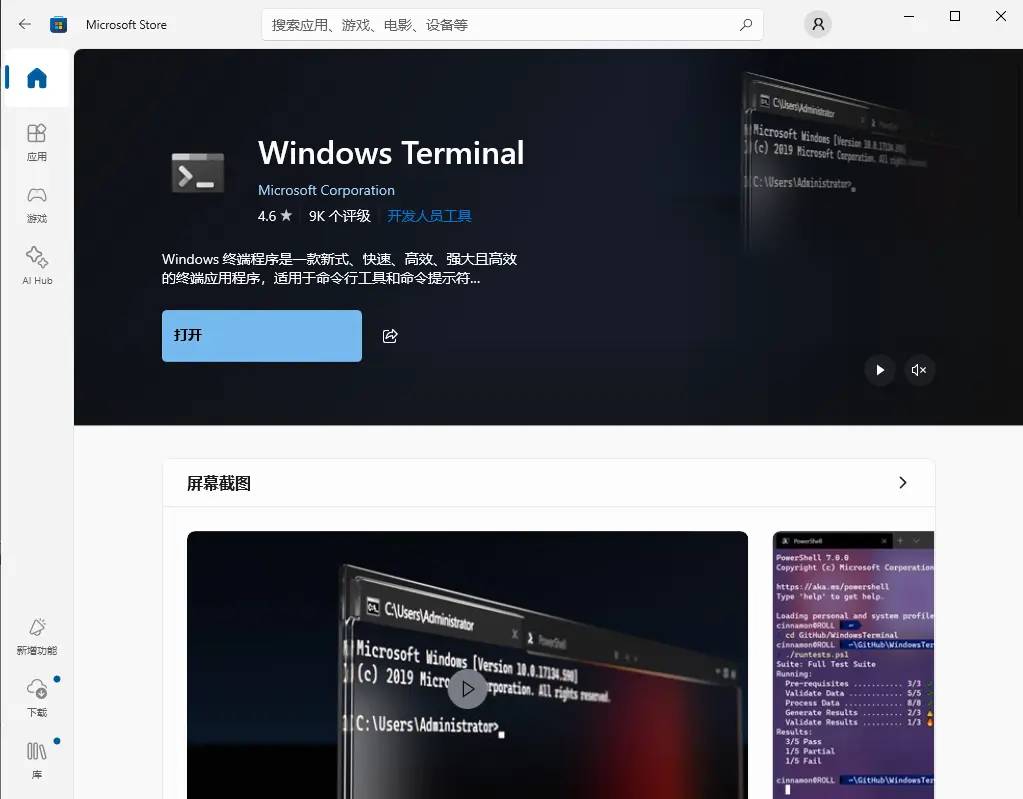 Microsoft Store
搜索应用、游戏、电影、设备等
应用
游戏
AI Hub
新增功能
下载
库
Windows Terminal
Microsoft Corporation
4.6 ★ 9K 个评级 开发人员工具
Windows 终端程序是一款新式、快速、高效、强大且高效
的终端应用程序，适用于命令行工具和命令提示符...
打开
C:\Users\Administrator
PowerShell
Microsoft Windows [Version 10.0.17134.590]
(c) 2019 Microsoft Corporation. All rights reserved.
C:\Users\Administrator>
屏幕截图
C:\Users\Administrator
PowerShell
Microsoft Windows [Version 10.0.17134.590]
(c) 2019 Micro rporation. All rights reserved.
C:\Users\Administrator>
PowerShell
PowerShell 7.0.0
Copyright (c) Microsoft Corporation
https://aka.ms/powershell
Type 'help' to get help.
Loading personal and system profile
cinnamon@ROLL ~
cd GitHub/WindowsTerminal
cinnamon@ROLL ~\GitHub\WindowsTer
./runtests.ps1
Suite: Full Test Suite
Running:
Pre-requisites ........... 3/3
Validate Data ............ 5/5
Process Data ............. 8/8
Generate Results ......... 2/3
Validate Results ......... 1/3
Results:
3/5 Pass
1/5 Partial
1/5 Fail
cinnamon@ROLL ~\GitHub\WindowsTer